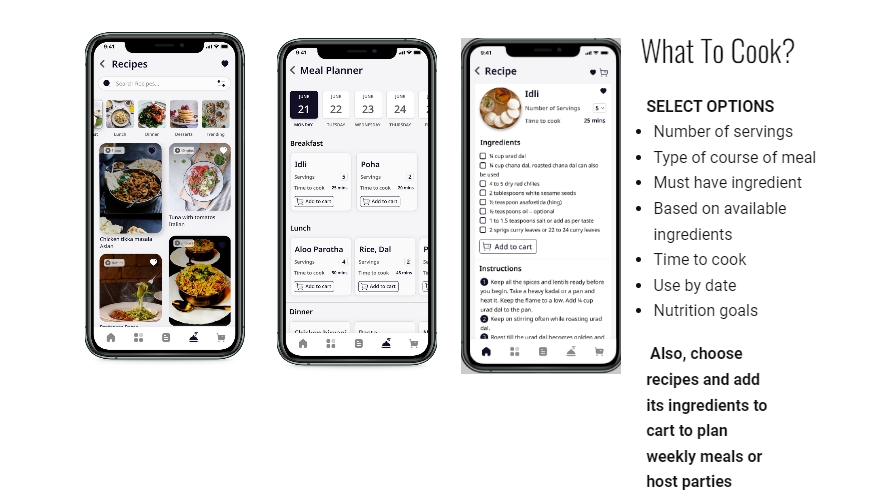 9:41
Recipes
Search Recipes...
Lunch
Dinner
Desserts
Trending
Chicken tikka masala
Asian
Tuna with tomatoes
Italian
9:41
Meal Planner
JUNE JUNE JUNE JUNE
21 22 23 24 2
MONDAY TUESDAY WEDNESDAY THURSDAY
Breakfast
Idli
Servings 5
Time to cook 25 mins
Add to cart
Poha
Servings 2
Time to cook 20 mins
Add to cart
Lunch
Aloo Parotha
Servings 4
Time to cook 50 mins
Add to cart
Rice, Dal
Servings 2
Time to cook 45 mins
Add to cart
Dinner
9:41
Recipe
Idli
Number of Servings 5
Time to cook 25 mins
Ingredients
¼ cup urad dal
¼ cup chana dal, roasted chana dal can also
be used
4 to 5 dry red chilies
2 tablespoons white sesame seeds
½ teaspoon asafoetida (hing)
½ teaspoons oil – optional
1 to 1.5 teaspoons salt or add as per taste
2 sprigs curry leaves or 22 to 24 curry leaves
Add to cart
Instructions
1 Keep all the spices and lentils ready before
you begin. Take a heavy kadai or a pan and
heat it. Keep the flame to a low. Add ¼ cup
urad dal to the pan.
2 Keep on stirring often while roasting urad
dal.
3 Roast till the urad dal becomes golden and
What To Cook?
SELECT OPTIONS
Number of servings
Type of course of meal
Must have ingredient
Based on available
ingredients
Time to cook
Use by date
Nutrition goals
Also, choose
recipes and add
its ingredients to
cart to plan
weekly meals or
host parties